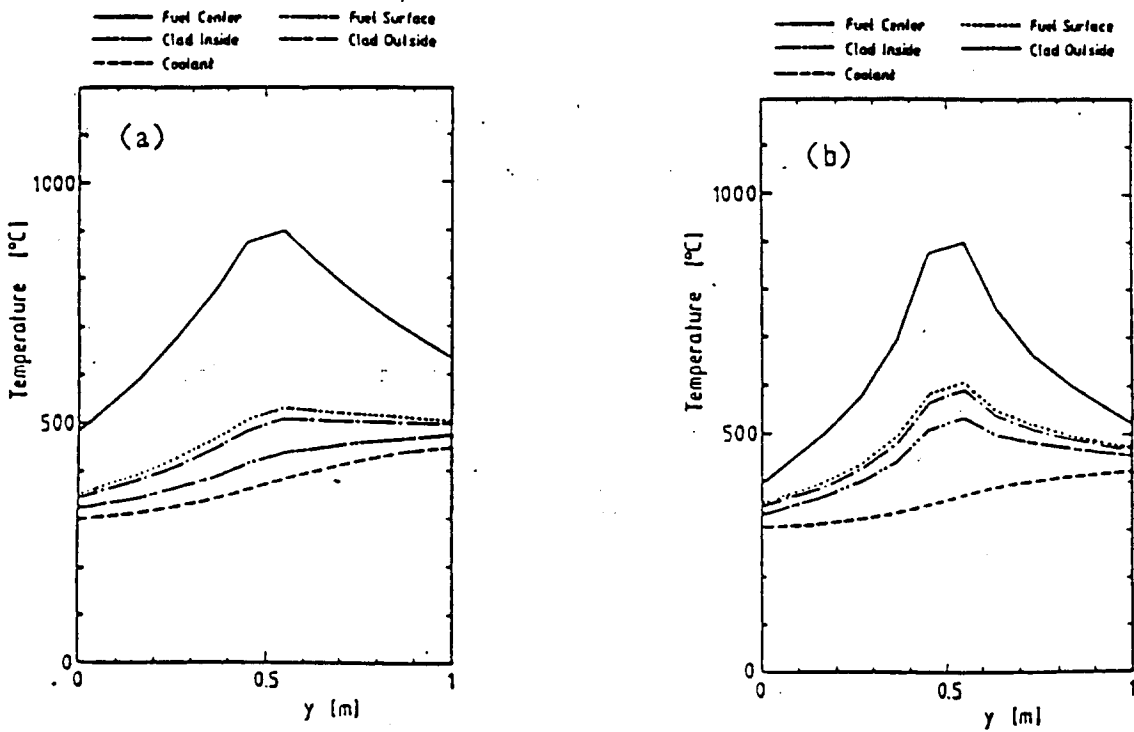 Fuel Center Fuel Surface
Clad Inside Clad Outside
Coolant
(a)
1000
500
0
0 0.5 1
Temperature [°C]
y [m]
Fuel Center Fuel Surface
Clad Inside Clad Outside
Coolant
(b)
1000
500
0
0 0.5 1
Temperature [°C]
y [m]